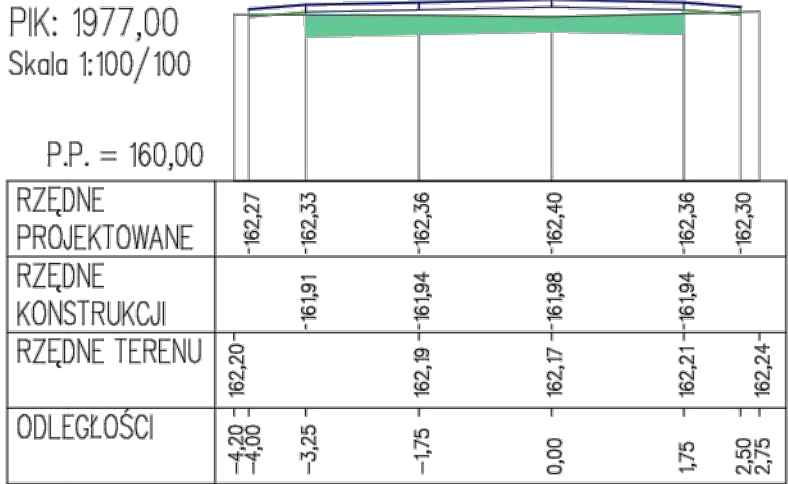 PIK: 1977,00
Skala 1:100/100
P.P. = 160,00
RZĘDNE
PROJEKTOWANE
162,27 162,33 162,36 162,40 162,36 162,30
RZĘDNE
KONSTRUKCJI
161,91 161,94 161,98 161,94
RZĘDNE TERENU
162,20 162,19 162,17 162,21 162,24
ODLEGŁOŚCI
-4,20 -4,00 -3,25 -1,75 0,00 1,75 2,50 2,75